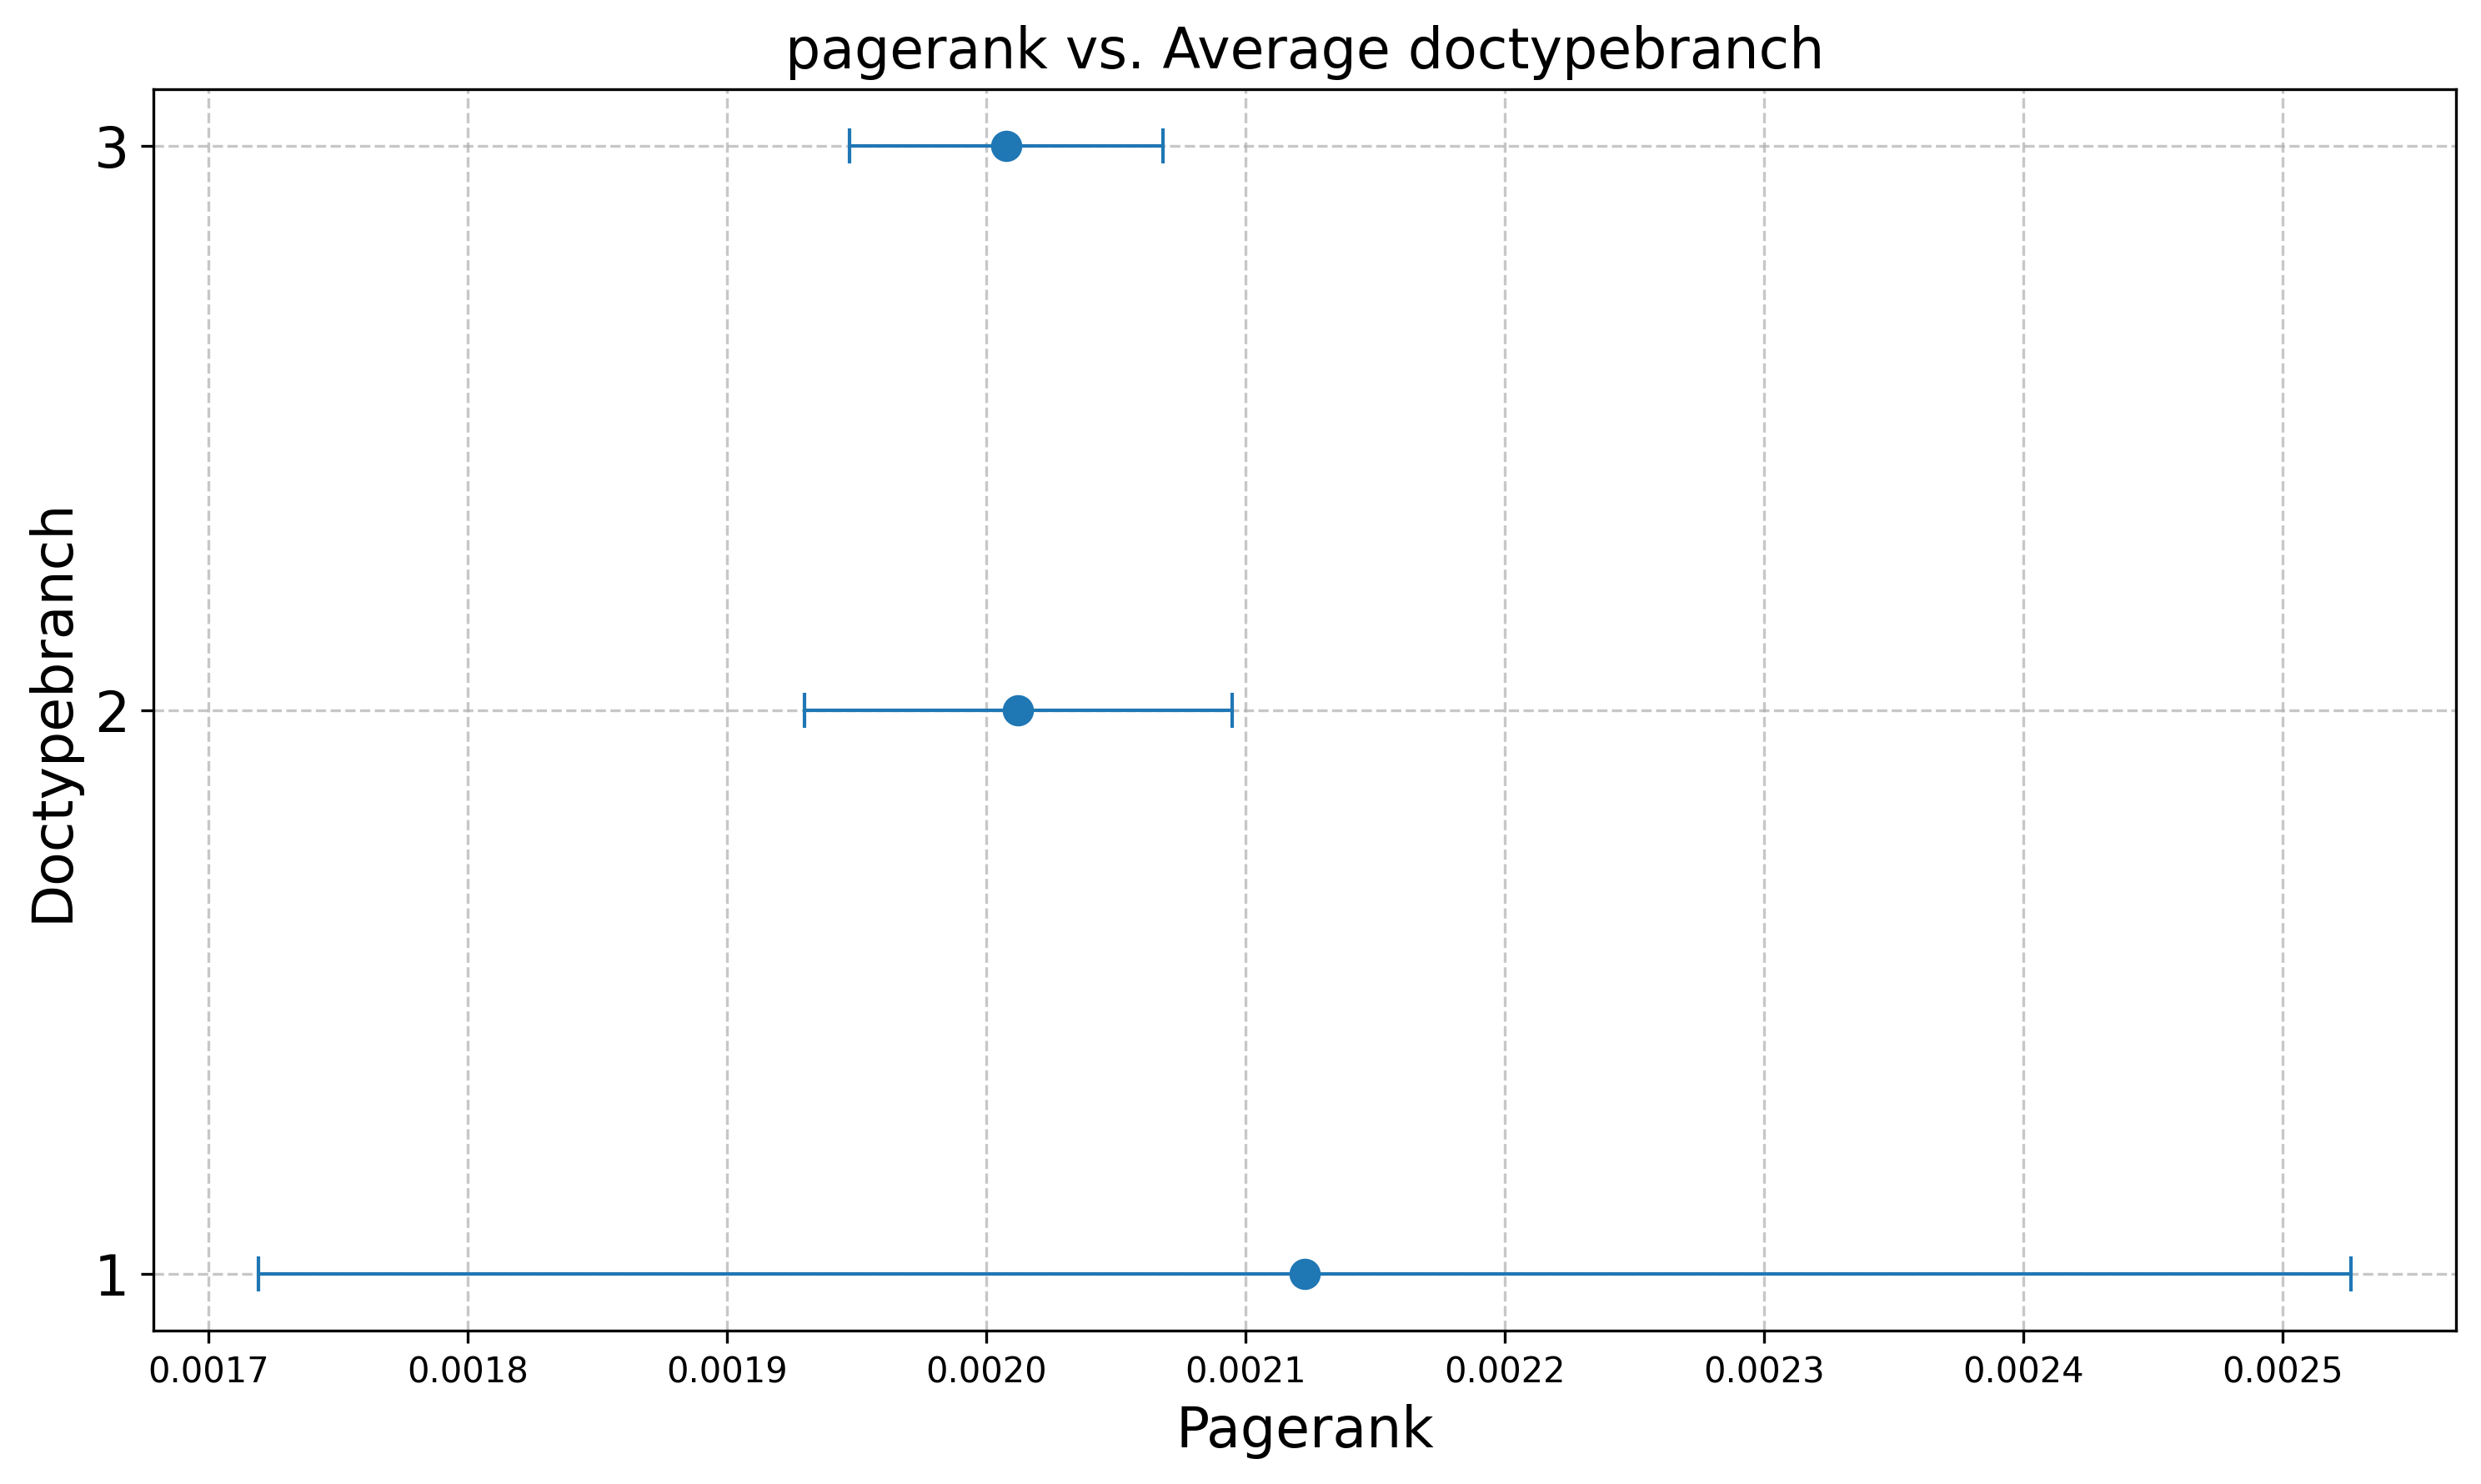 pagerank vs. Average doctypebranch
3
2
1
Doctypebranch
0.0017 0.0018 0.0019 0.0020 0.0021 0.0022 0.0023 0.0024 0.0025
Pagerank